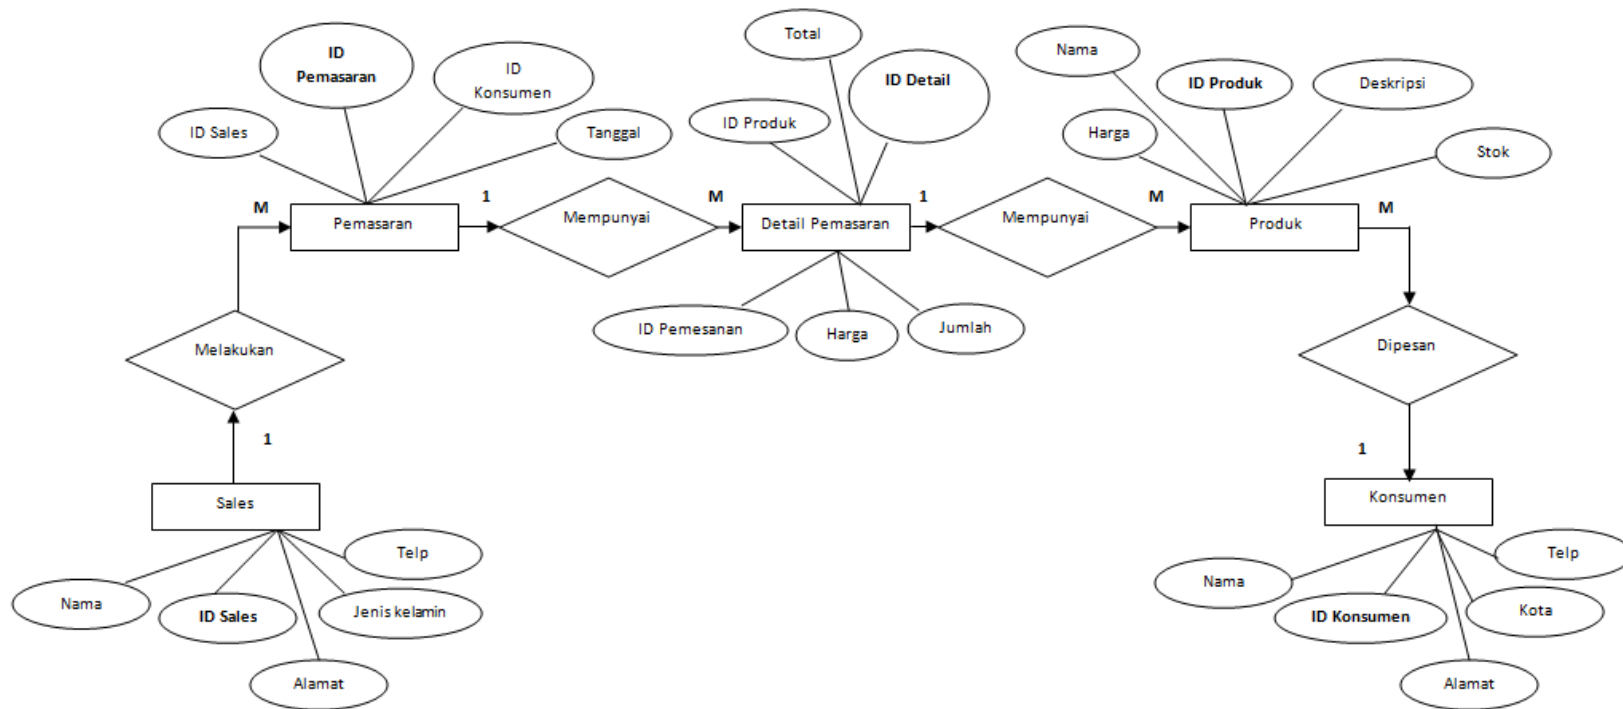 Total
ID
Pemasaran
ID
Konsumen
Nama
ID Detail
ID Produk
Deskripsi
ID Sales
Tanggal
ID Produk
Harga
Stok
M
1
M
1
M
M
Pemasaran
Mempunyai
Detail Pemasaran
Mempunyai
Produk
ID Pemesanan
Harga
Jumlah
Melakukan
Dipesan
1
1
Sales
Konsumen
Telp
Telp
Nama
ID Sales
Jenis kelamin
Nama
ID Konsumen
Kota
Alamat
Alamat